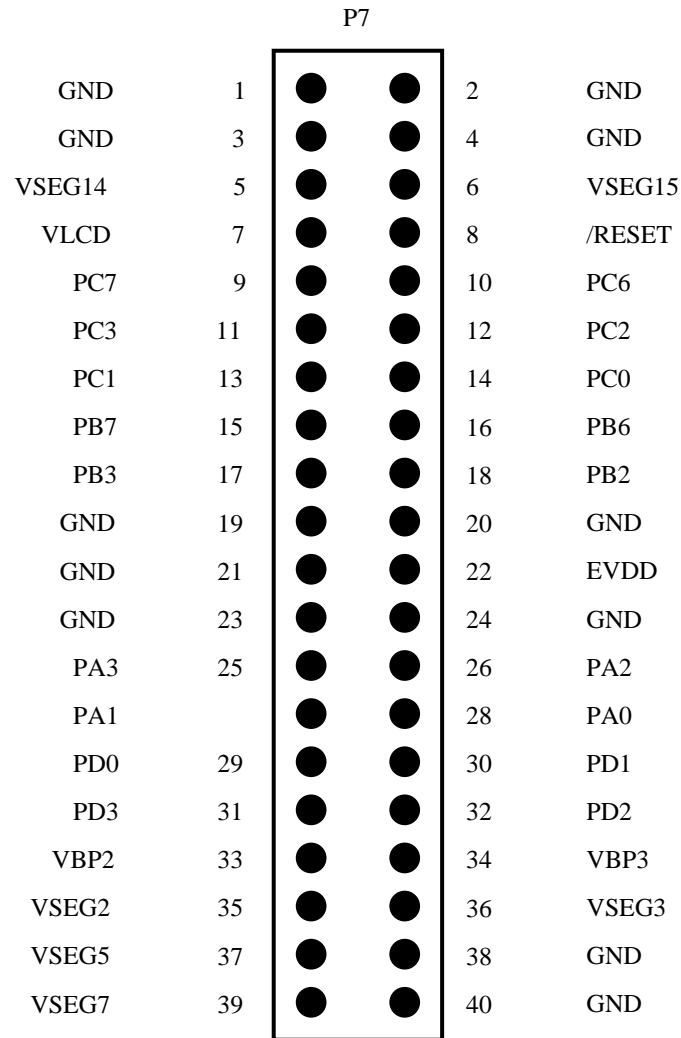 P7
GND 1 2 GND
GND 3 4 GND
VSEG14 5 6 VSEG15
VLCD 7 8 /RESET
PC7 9 10 PC6
PC3 11 12 PC2
PC1 13 14 PC0
PB7 15 16 PB6
PB3 17 18 PB2
GND 19 20 GND
GND 21 22 EVDD
GND 23 24 GND
PA3 25 26 PA2
PA1 28 PA0
PD0 29 30 PD1
PD3 31 32 PD2
VBP2 33 34 VBP3
VSEG2 35 36 VSEG3
VSEG5 37 38 GND
VSEG7 39 40 GND